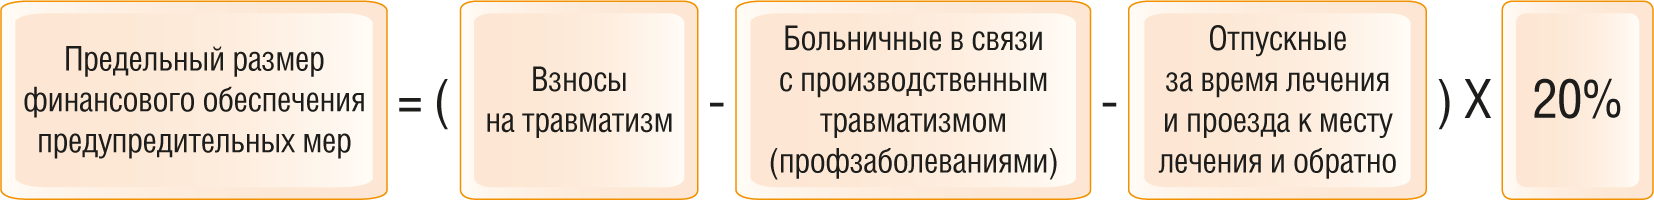 Предельный размер
финансового обеспечения
предупредительных мер
= (
Взносы
на травматизм
-
Больничные в связи
с производственным
травматизмом
(профзаболеваниями)
-
Отпускные
за время лечения
и проезда к месту
лечения и обратно
) X
20%